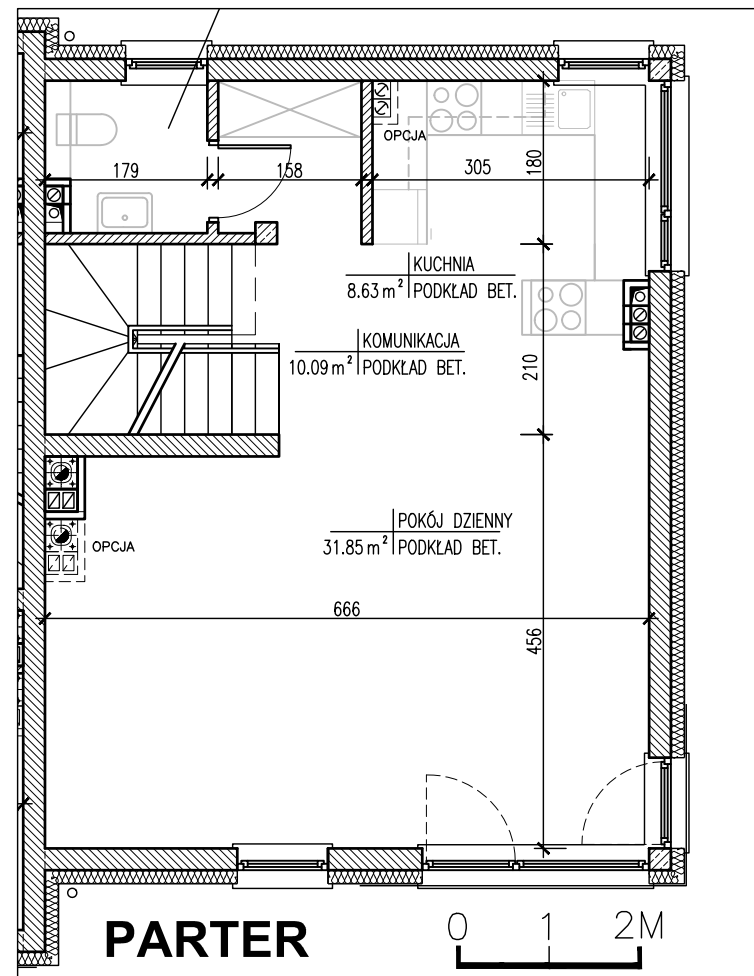 OPCJA
179
158
305
180
KUCHNIA
8.63 m² PODKŁAD BET.
KOMUNIKACJA
10.09 m² PODKŁAD BET.
210
POKÓJ DZIENNY
31.85 m² PODKŁAD BET.
OPCJA
666
456
PARTER
0 1 2M